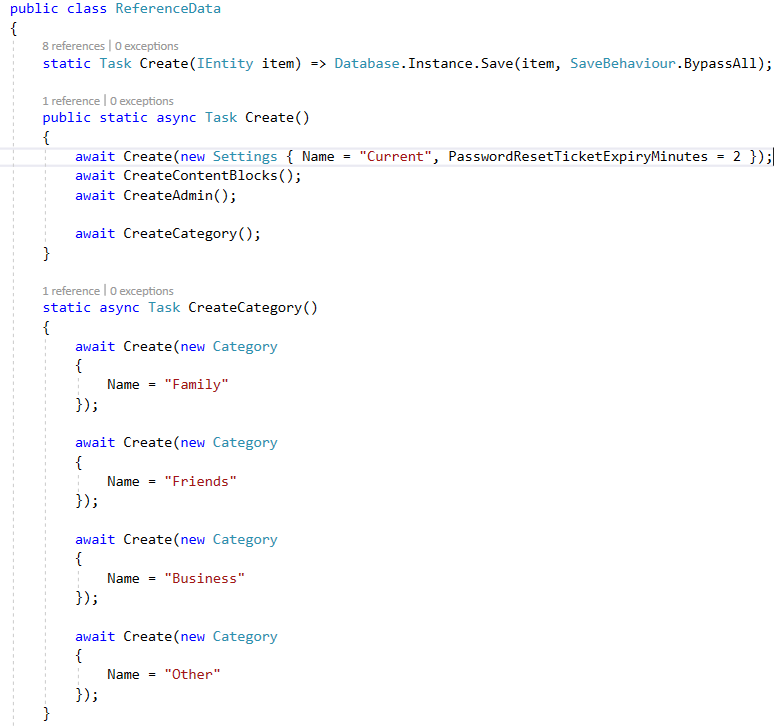 public class ReferenceData
{
8 references | 0 exceptions
static Task Create(IEntity item) => Database.Instance.Save(item, SaveBehaviour.BypassAll);
1 reference | 0 exceptions
public static async Task Create()
{
await Create(new Settings { Name = "Current", PasswordResetTicketExpiryMinutes = 2 });
await CreateContentBlocks();
await CreateAdmin();
await CreateCategory();
}
1 reference | 0 exceptions
static async Task CreateCategory()
{
await Create(new Category
{
Name = "Family"
});
await Create(new Category
{
Name = "Friends"
});
await Create(new Category
{
Name = "Business"
});
await Create(new Category
{
Name = "Other"
});
}